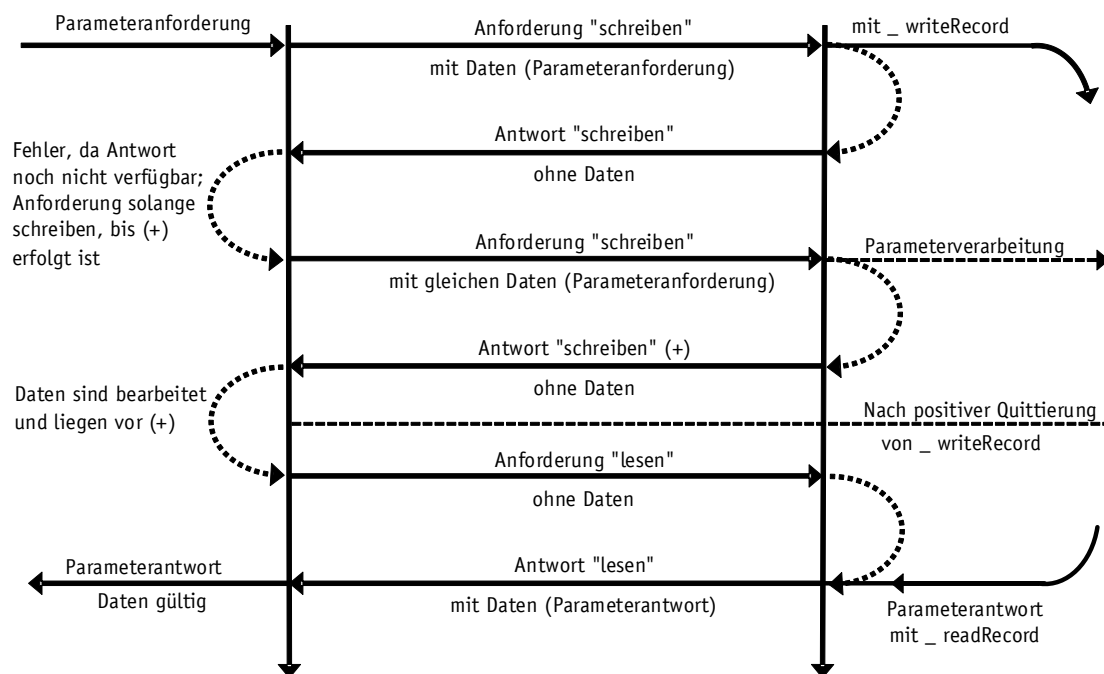 Parameteranforderung
Anforderung "schreiben"
mit _ writeRecord
mit Daten (Parameteranforderung)
Antwort "schreiben"
ohne Daten
Fehler, da Antwort
noch nicht verfügbar;
Anforderung solange
schreiben, bis (+)
erfolgt ist
Anforderung "schreiben"
mit gleichen Daten (Parameteranforderung)
Parameterverarbeitung
Antwort "schreiben" (+)
ohne Daten
Daten sind bearbeitet
und liegen vor (+)
Nach positiver Quittierung
von _ writeRecord
Anforderung "lesen"
ohne Daten
Parameterantwort
Daten gültig
Antwort "lesen"
mit Daten (Parameterantwort)
Parameterantwort
mit _ readRecord